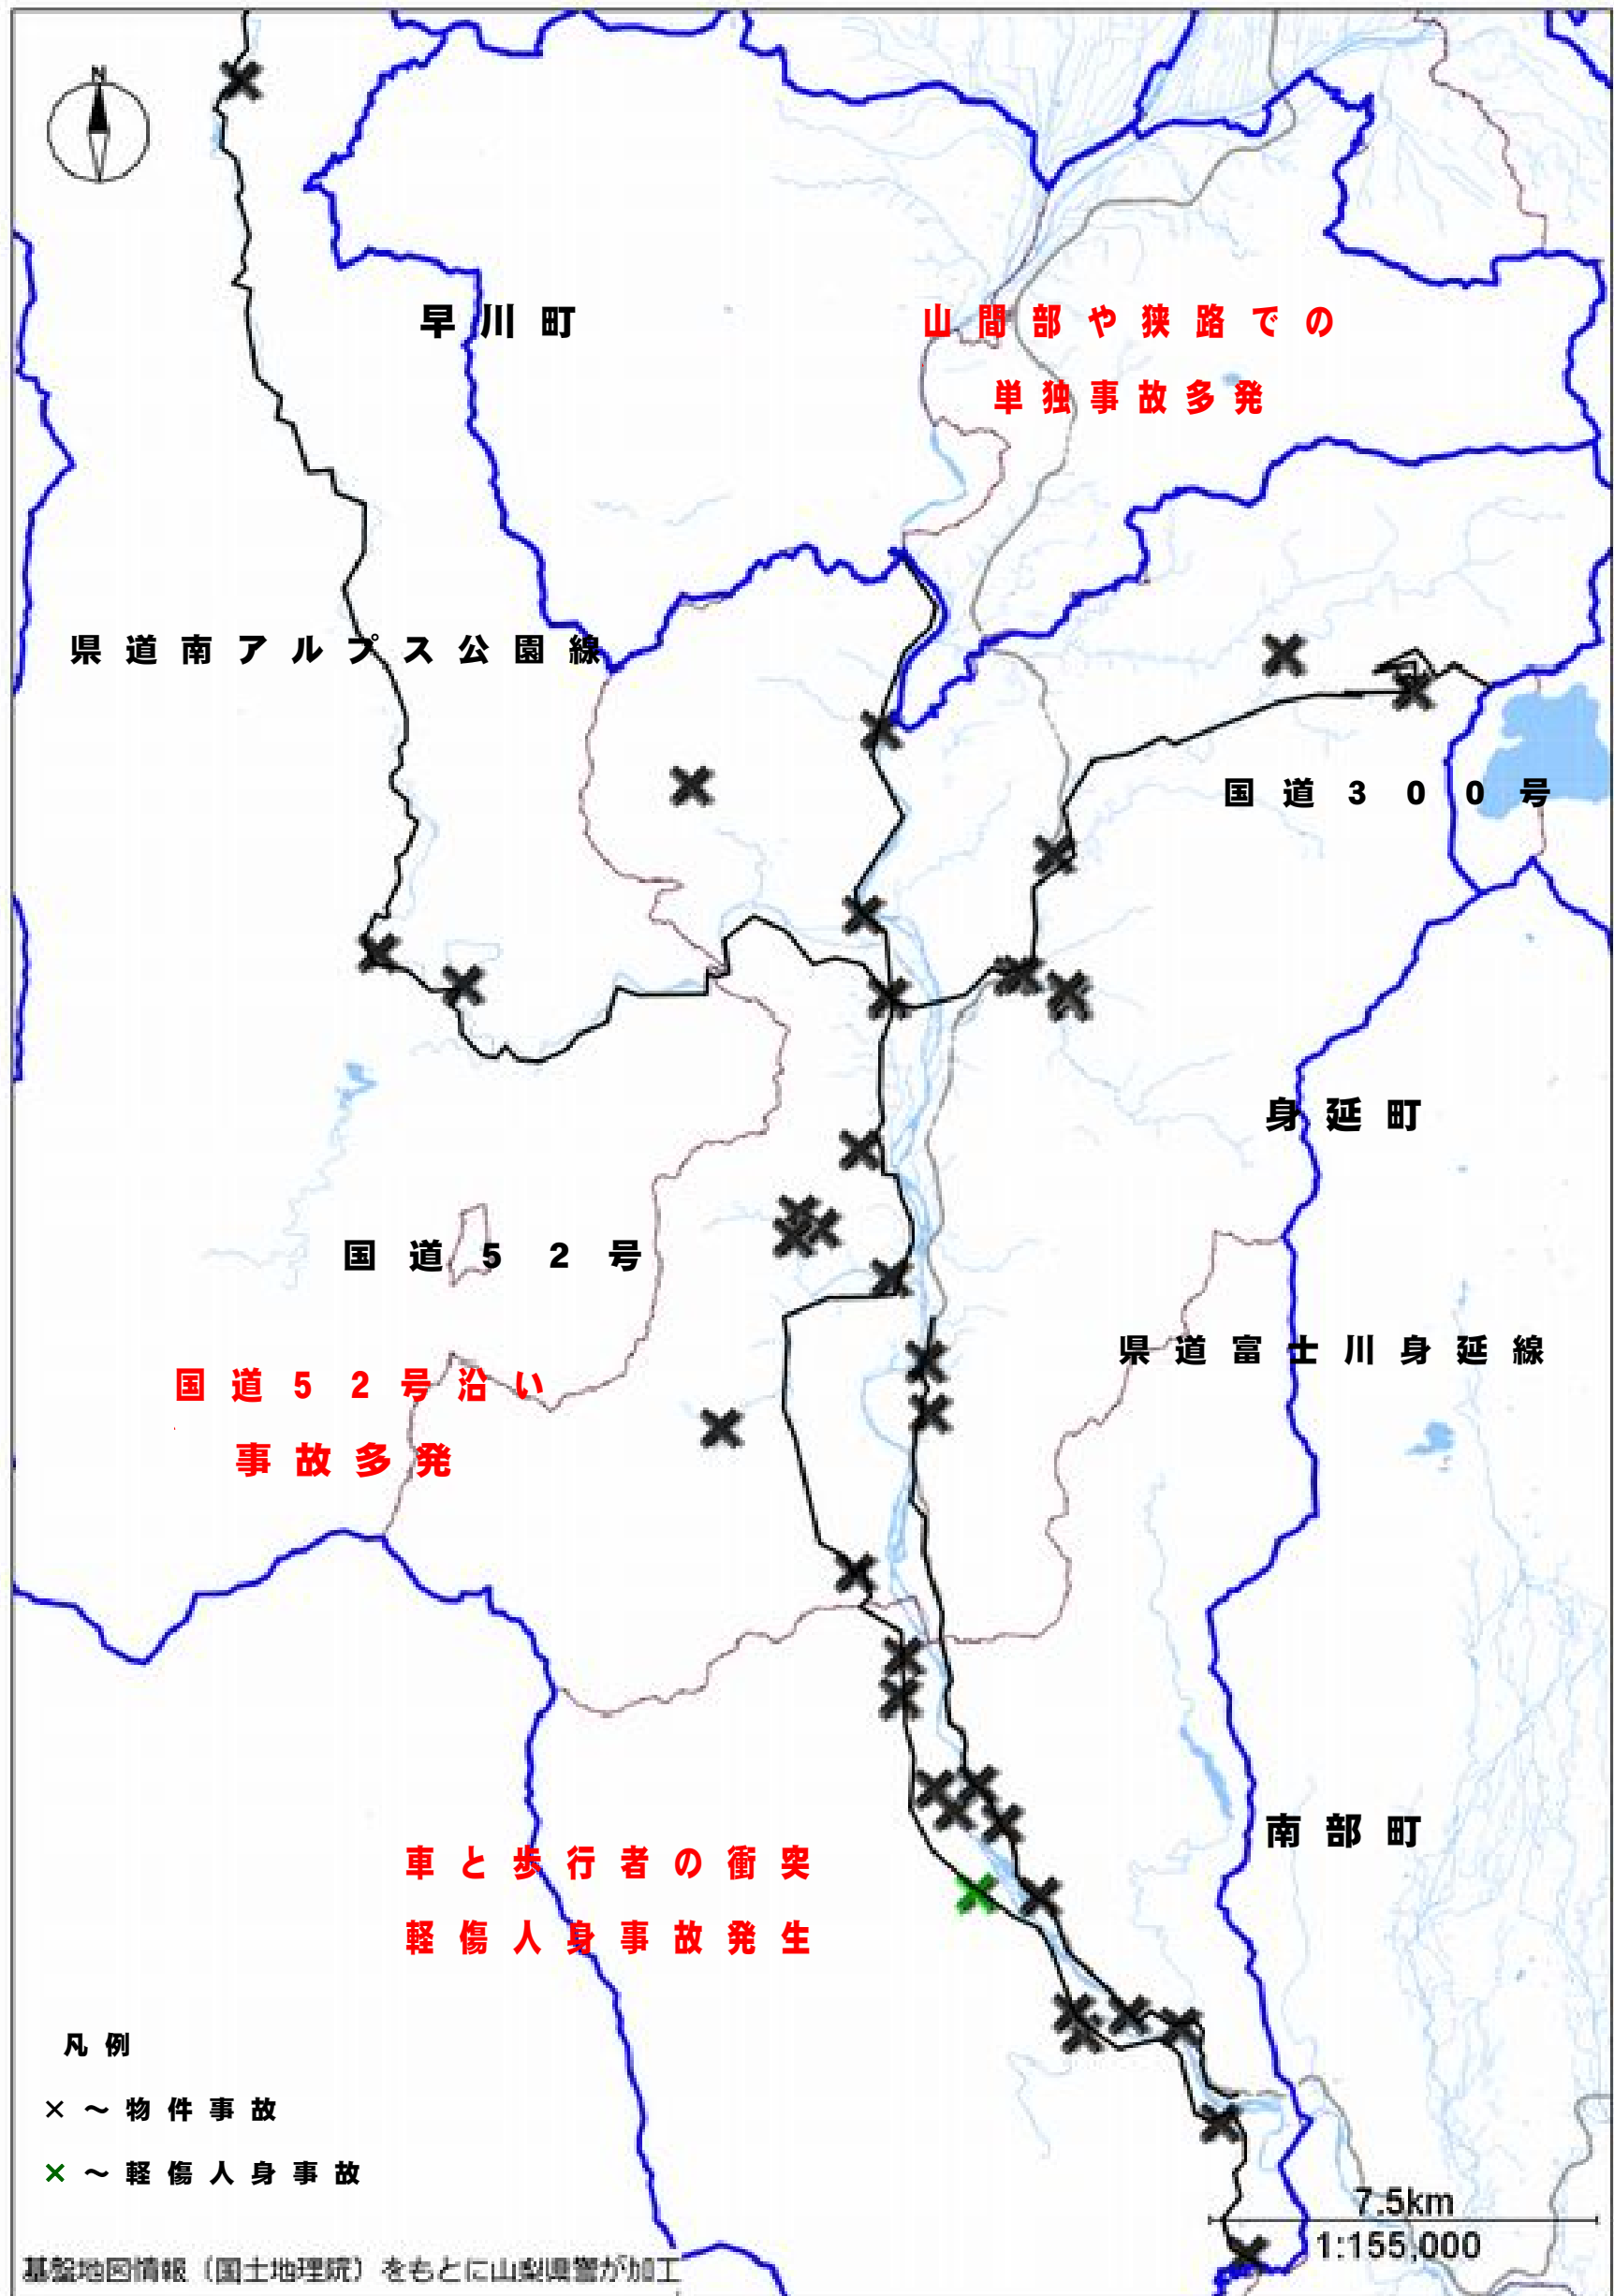 N
早川町
山間部や狭路での
単独事故多発
県道南アルプス公園線
国道３００号
身延町
国道５２号
県道富士川身延線
国道５２号沿い
事故多発
南部町
車と歩行者の衝突
軽傷人身事故発生
凡例
×～物件事故
×～軽傷人身事故
7.5km
1:155,000
基盤地図情報（国土地理院）をもとに山梨県警が加工